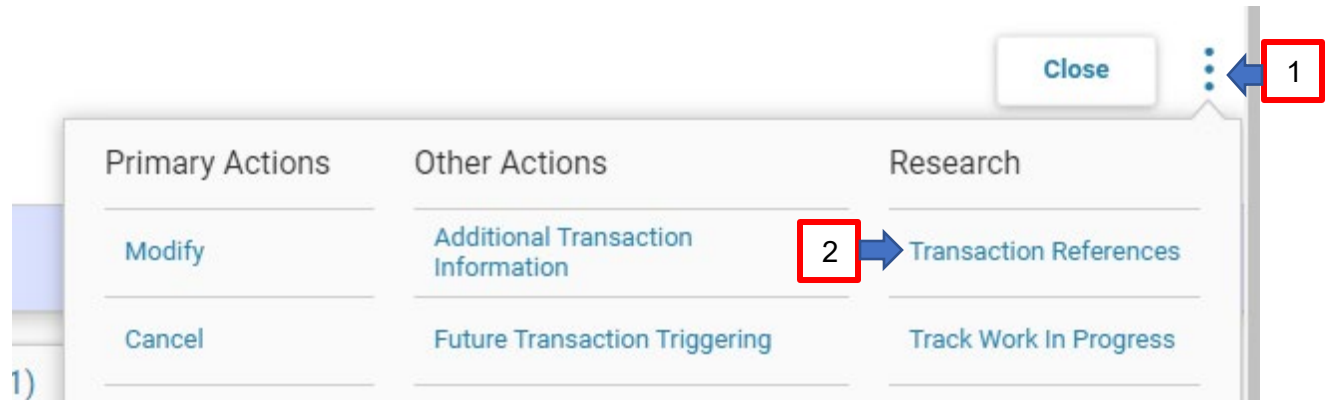 Close
1
Primary Actions
Other Actions
Research
Modify
Additional Transaction
Information
2
Transaction References
Cancel
Future Transaction Triggering
Track Work In Progress
1)